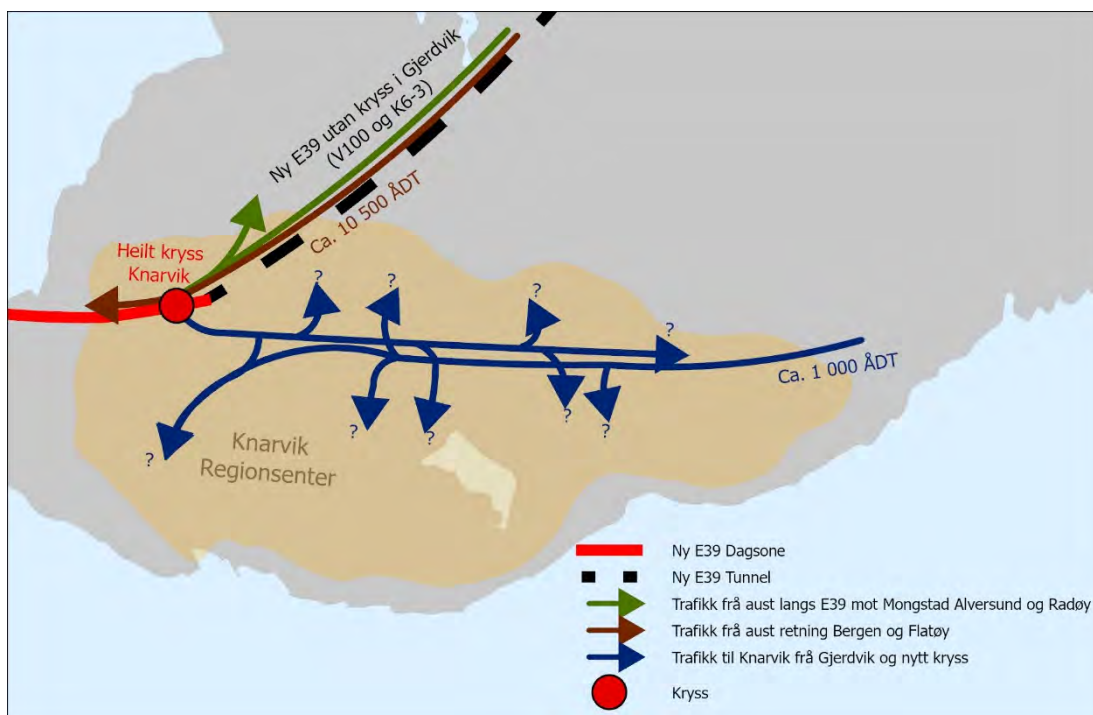 Ny E39 utan kryss i Gjerdvik
(V100 og K6-3)
Ca. 10 500 ÅDT
Heilt kryss
Knarvik
?
?
?
?
Ca. 1 000 ÅDT
?
?
?
?
?
Knarvik
Regionsenter
Ny E39 Dagsone
Ny E39 Tunnel
Trafikk frå aust langs E39 mot Mongstad Alversund og Radøy
Trafikk frå aust retning Bergen og Flatøy
Trafikk til Knarvik frå Gjerdvik og nytt kryss
Kryss